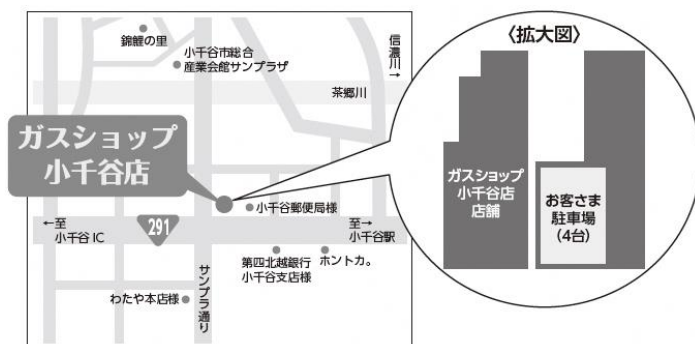 錦鯉の里
小千谷市総合
産業会館サンプラザ
信濃川
→
茶郷川
ガスショップ
小千谷店
小千谷郵便局様
←至
小千谷 IC
291
至→
小千谷駅
サンプラ通り
第四北越銀行
小千谷支店様
ホントカ。
わたや本店様
〈拡大図〉
ガスショップ
小千谷店
店舗
お客さま
駐車場
(4台)